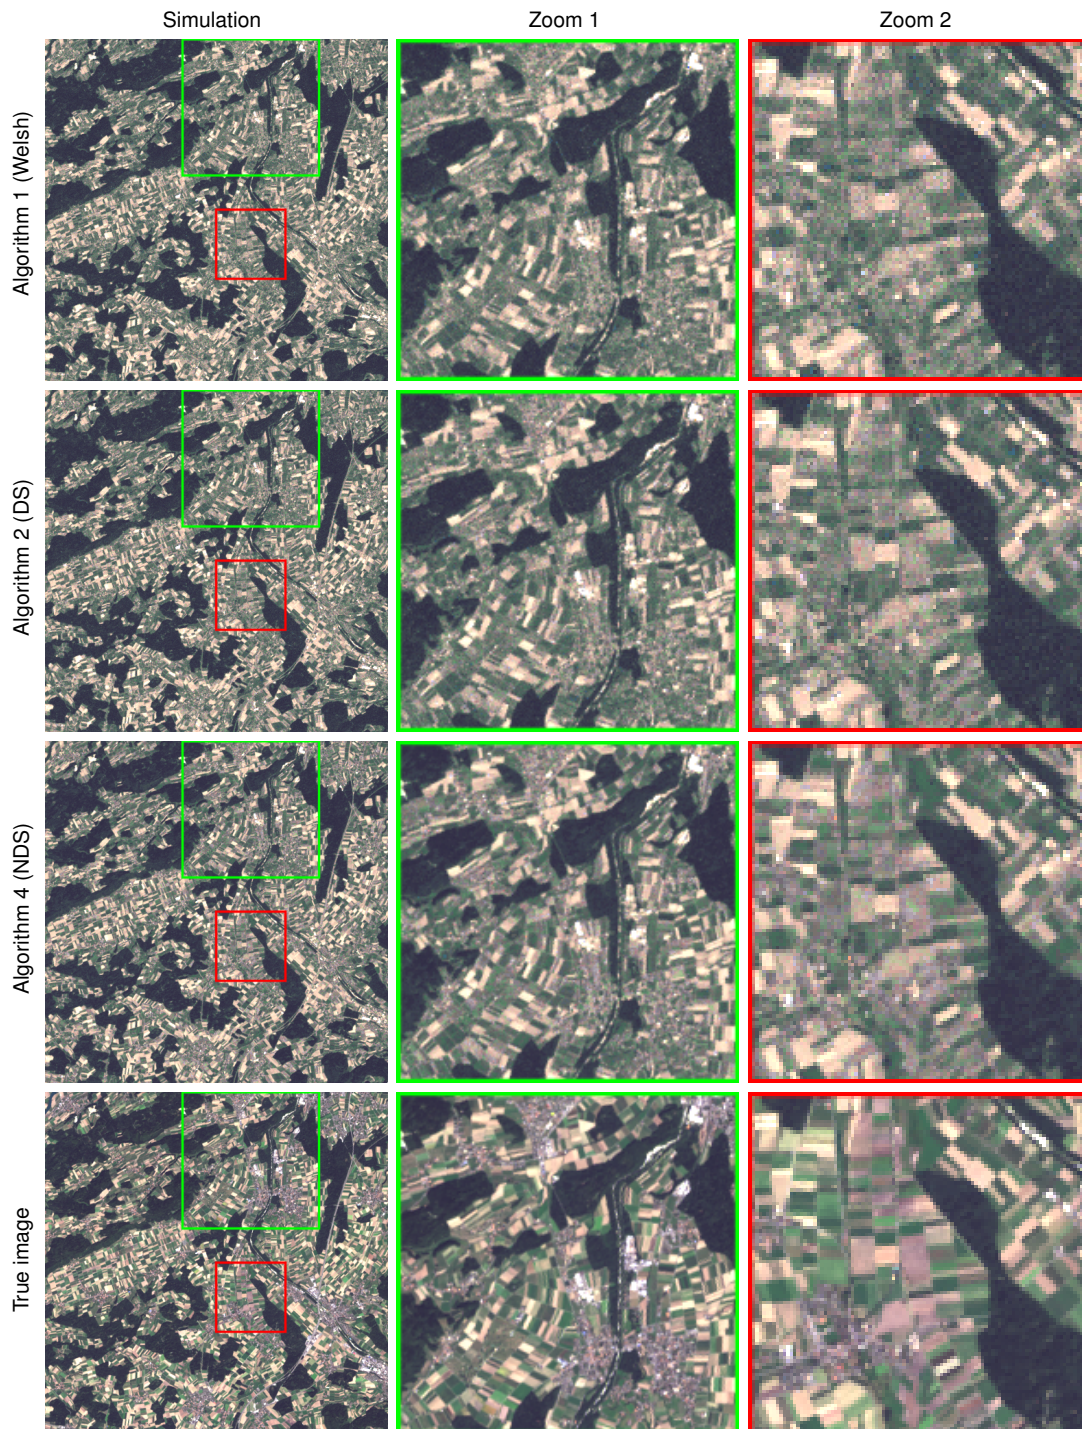 Simulation Zoom 1 Zoom 2
Algorithm 1 (Welsh)
Algorithm 2 (DS)
Algorithm 4 (NDS)
True image